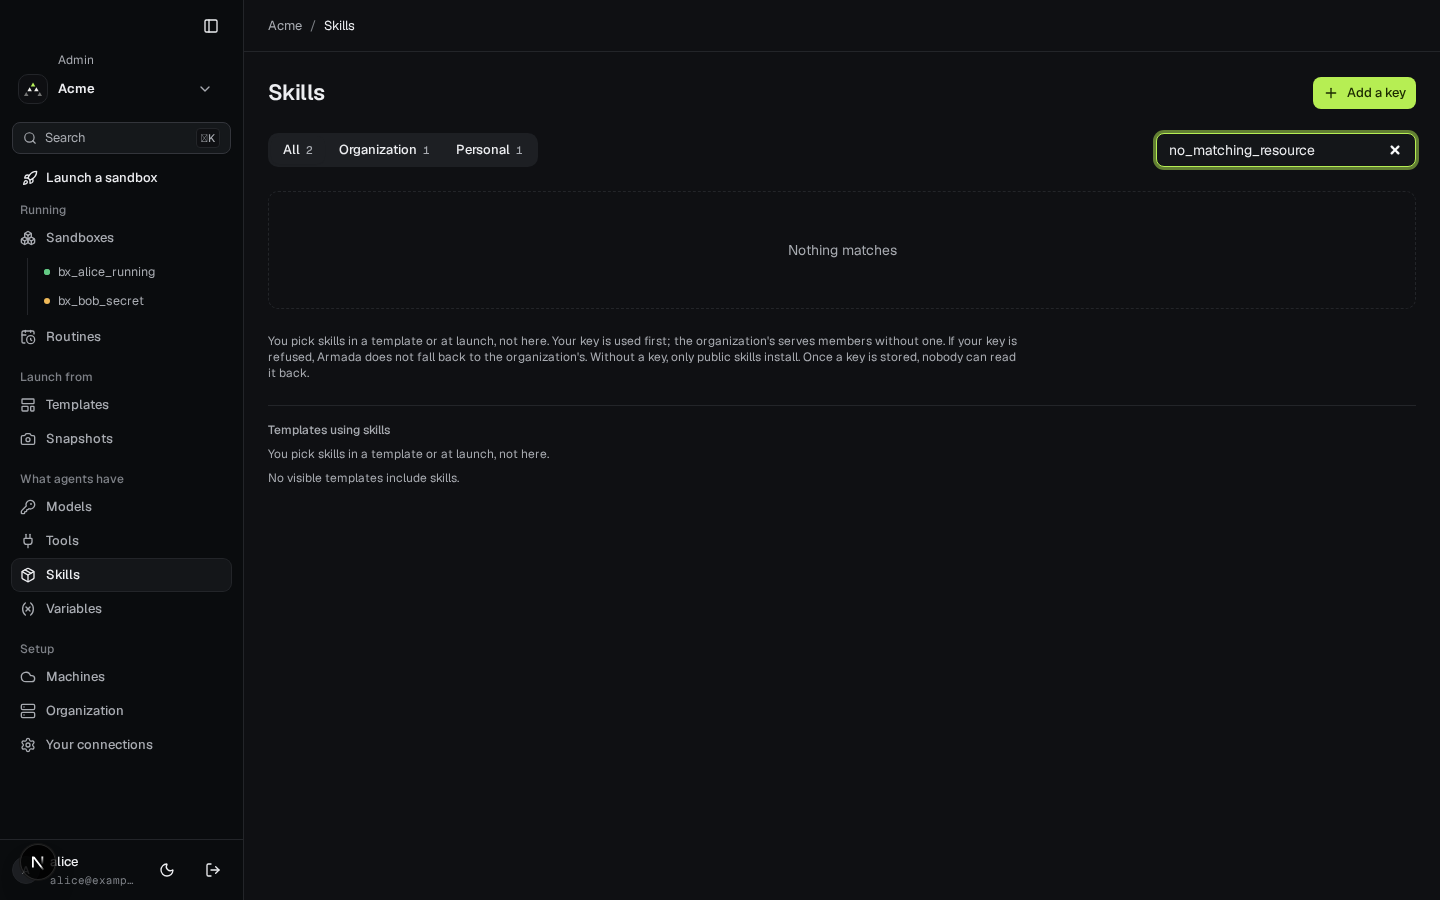 Acme / Skills
Admin
Acme
Search
K
Launch a sandbox
Running
Sandboxes
bx_alice_running
bx_bob_secret
Routines
Launch from
Templates
Snapshots
What agents have
Models
Tools
Skills
Variables
Setup
Machines
Organization
Your connections
alice
alice@examp…
Skills
Add a key
All 2 Organization 1 Personal 1
no_matching_resource
Nothing matches
You pick skills in a template or at launch, not here. Your key is used first; the organization's serves members without one. If your key is
refused, Armada does not fall back to the organization's. Without a key, only public skills install. Once a key is stored, nobody can read
it back.
Templates using skills
You pick skills in a template or at launch, not here.
No visible templates include skills.